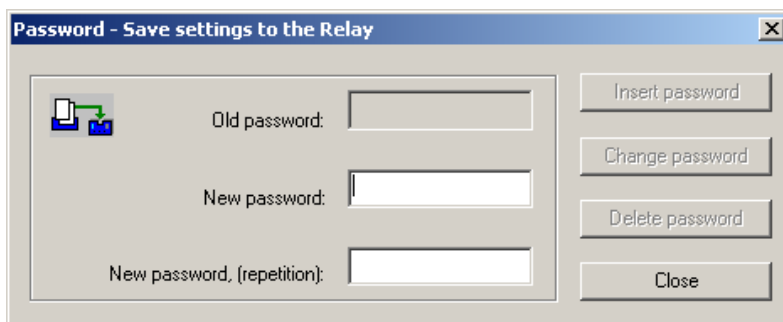 Password - Save settings to the Relay
Old password:
New password:
New password, (repetition):
Insert password
Change password
Delete password
Close